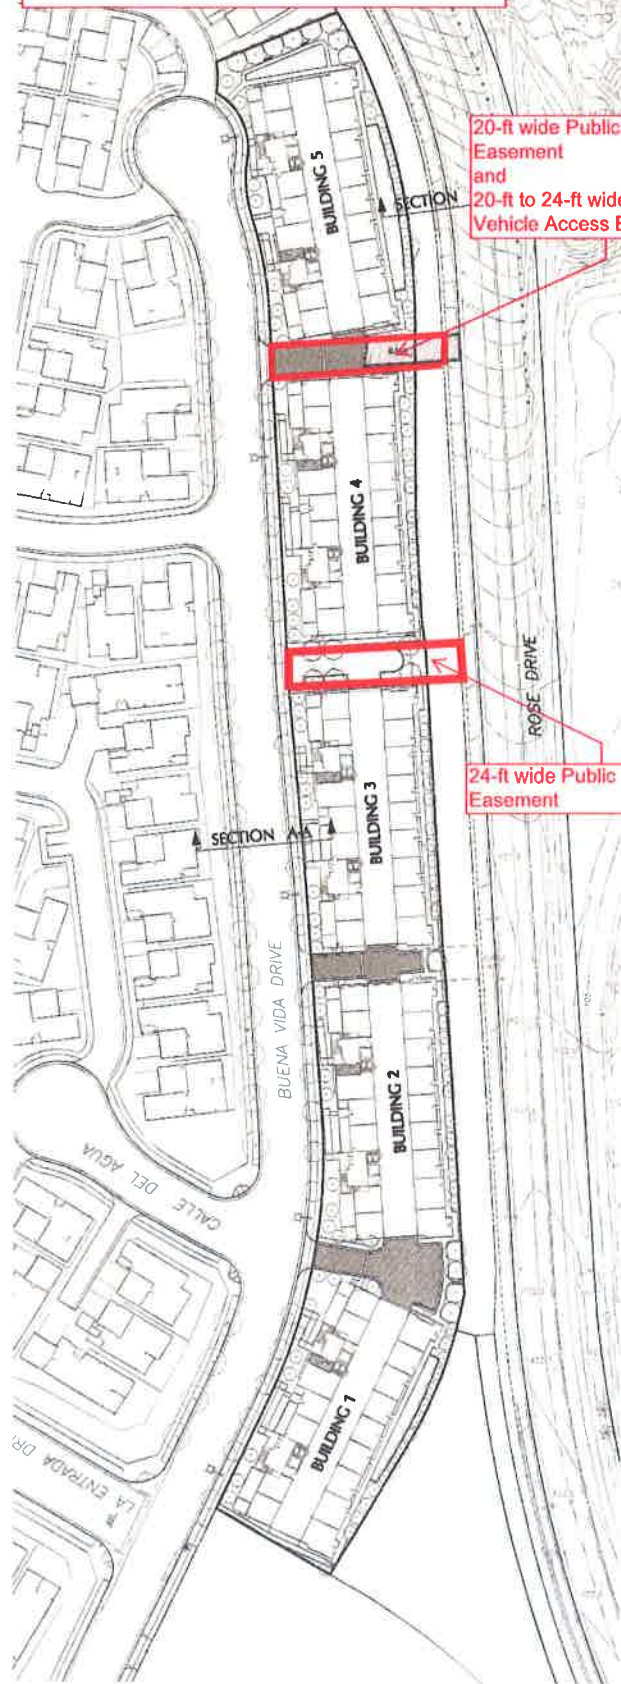 20-ft wide Public
Easement
and
20-ft to 24-ft wide
Vehicle Access E
BUILDING 5
SECTION
BUILDING 4
ROSE DRIVE
24-ft wide Public
Easement
BUILDING 3
SECTION
BUENA VIDA DRIVE
BUILDING 2
CALLE DEL AGUA
BUILDING 1
LA ENTRADA DRI